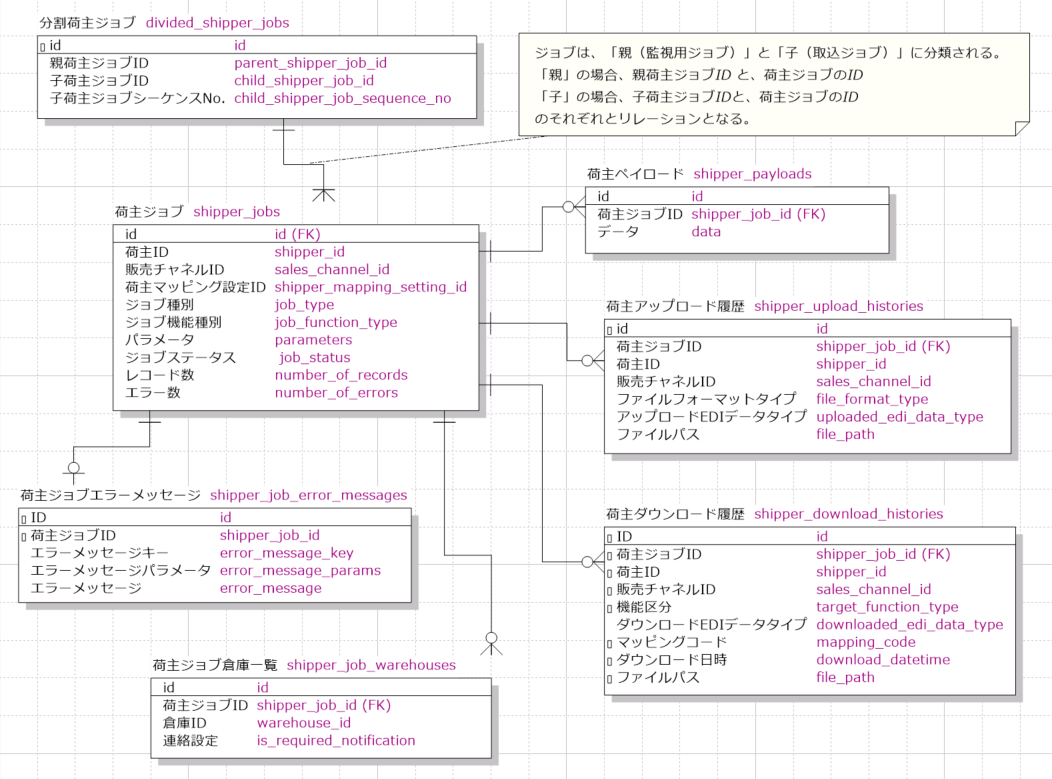 分割荷主ジョブ divided_shipper_jobs
id id
親荷主ジョブID parent_shipper_job_id
子荷主ジョブID child_shipper_job_id
子荷主ジョブシーケンスNo. child_shipper_job_sequence_no
ジョブは、「親（監視用ジョブ）」と「子（取込ジョブ）」に分類される。
「親」の場合、親荷主ジョブIDと、荷主ジョブのID
「子」の場合、子荷主ジョブIDと、荷主ジョブのID
のそれぞれとリレーションとなる。
荷主ペイロード shipper_payloads
id id
荷主ジョブID shipper_job_id (FK)
データ data
荷主ジョブ shipper_jobs
id id (FK)
荷主ID shipper_id
販売チャネルID sales_channel_id
荷主マッピング設定ID shipper_mapping_setting_id
ジョブ種別 job_type
ジョブ機能種別 job_function_type
パラメータ parameters
ジョブステータス job_status
レコード数 number_of_records
エラー数 number_of_errors
荷主アップロード履歴 shipper_upload_histories
id id
荷主ジョブID shipper_job_id (FK)
荷主ID shipper_id
販売チャネルID sales_channel_id
ファイルフォーマットタイプ file_format_type
アップロードEDIデータタイプ uploaded_edi_data_type
ファイルパス file_path
荷主ジョブエラーメッセージ shipper_job_error_messages
ID id
荷主ジョブID shipper_job_id
エラーメッセージキー error_message_key
エラーメッセージパラメータ error_message_params
エラーメッセージ error_message
荷主ダウンロード履歴 shipper_download_histories
ID id
荷主ジョブID shipper_job_id (FK)
荷主ID shipper_id
販売チャネルID sales_channel_id
機能区分 target_function_type
ダウンロードEDIデータタイプ downloaded_edi_data_type
マッピングコード mapping_code
ダウンロード日時 download_datetime
ファイルパス file_path
荷主ジョブ倉庫一覧 shipper_job_warehouses
id id
荷主ジョブID shipper_job_id (FK)
倉庫ID warehouse_id
連絡設定 is_required_notification